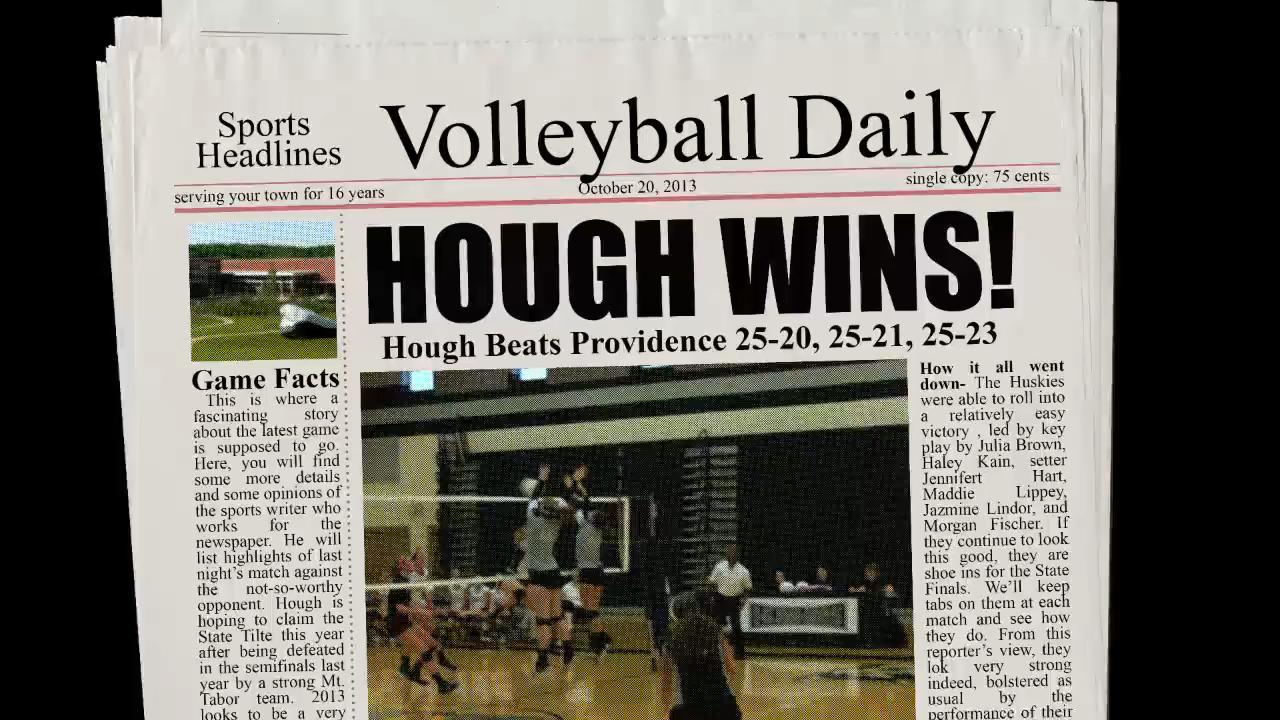 Sports
Headlines
Volleyball Daily
serving your town for 16 years
October 20, 2013
single copy: 75 cents
HOUGH WINS!
Hough Beats Providence 25-20, 25-21, 25-23
Game Facts
This is where a
fascinating story
about the latest game
is supposed to go.
Here, you will find
some more details
and some opinions of
the sports writer who
works for the
newspaper. He will
list highlights of last
night's match against
the not-so-worthy
opponent. Hough is
hoping to claim the
State Tilte this year
after being defeated
in the semifinals last
year by a strong Mt.
Tabor team. 2013
looks to be a very
How it all went
down- The Huskies
were able to roll into
a relatively easy
victory , led by key
play by Julia Brown,
Haley Kain, setter
Jennifert Hart,
Maddie Lippey,
Jazmine Lindor, and
Morgan Fischer. If
they continue to look
this good, they are
shoe ins for the State
Finals. We'll keep
tabs on them at each
match and see how
they do. From this
reporter's view, they
lok very strong
indeed, bolstered as
usual by the
performance of their